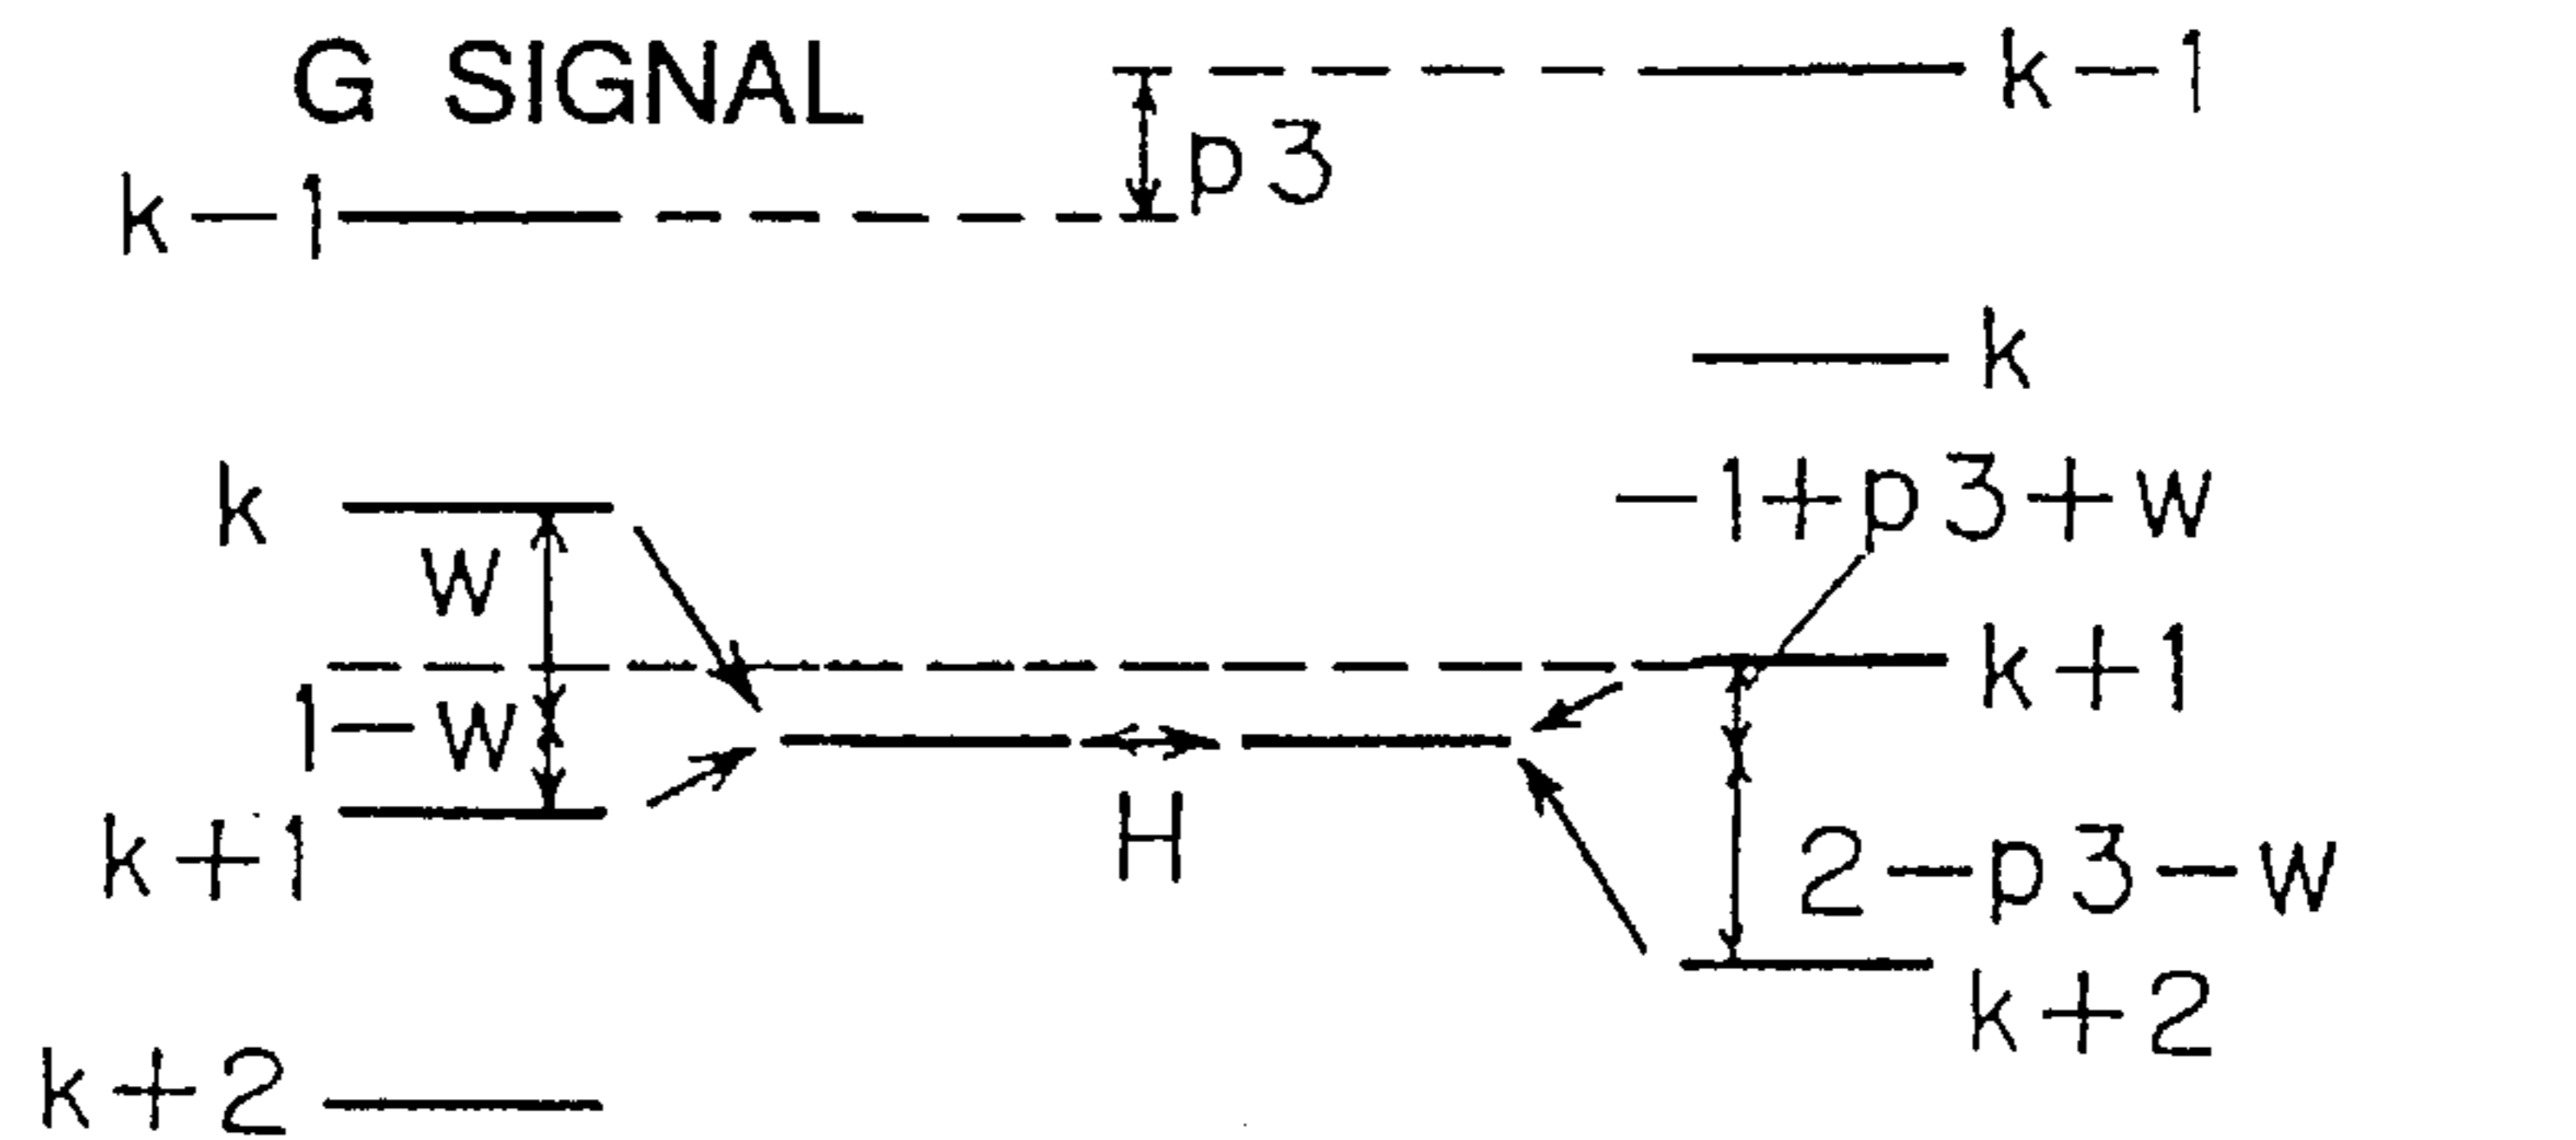 G SIGNAL
k-1
p3
k-1
k
k
w
-1+p3+w
1-w
k+1
k+1
H
2-p3-w
k+2
k+2